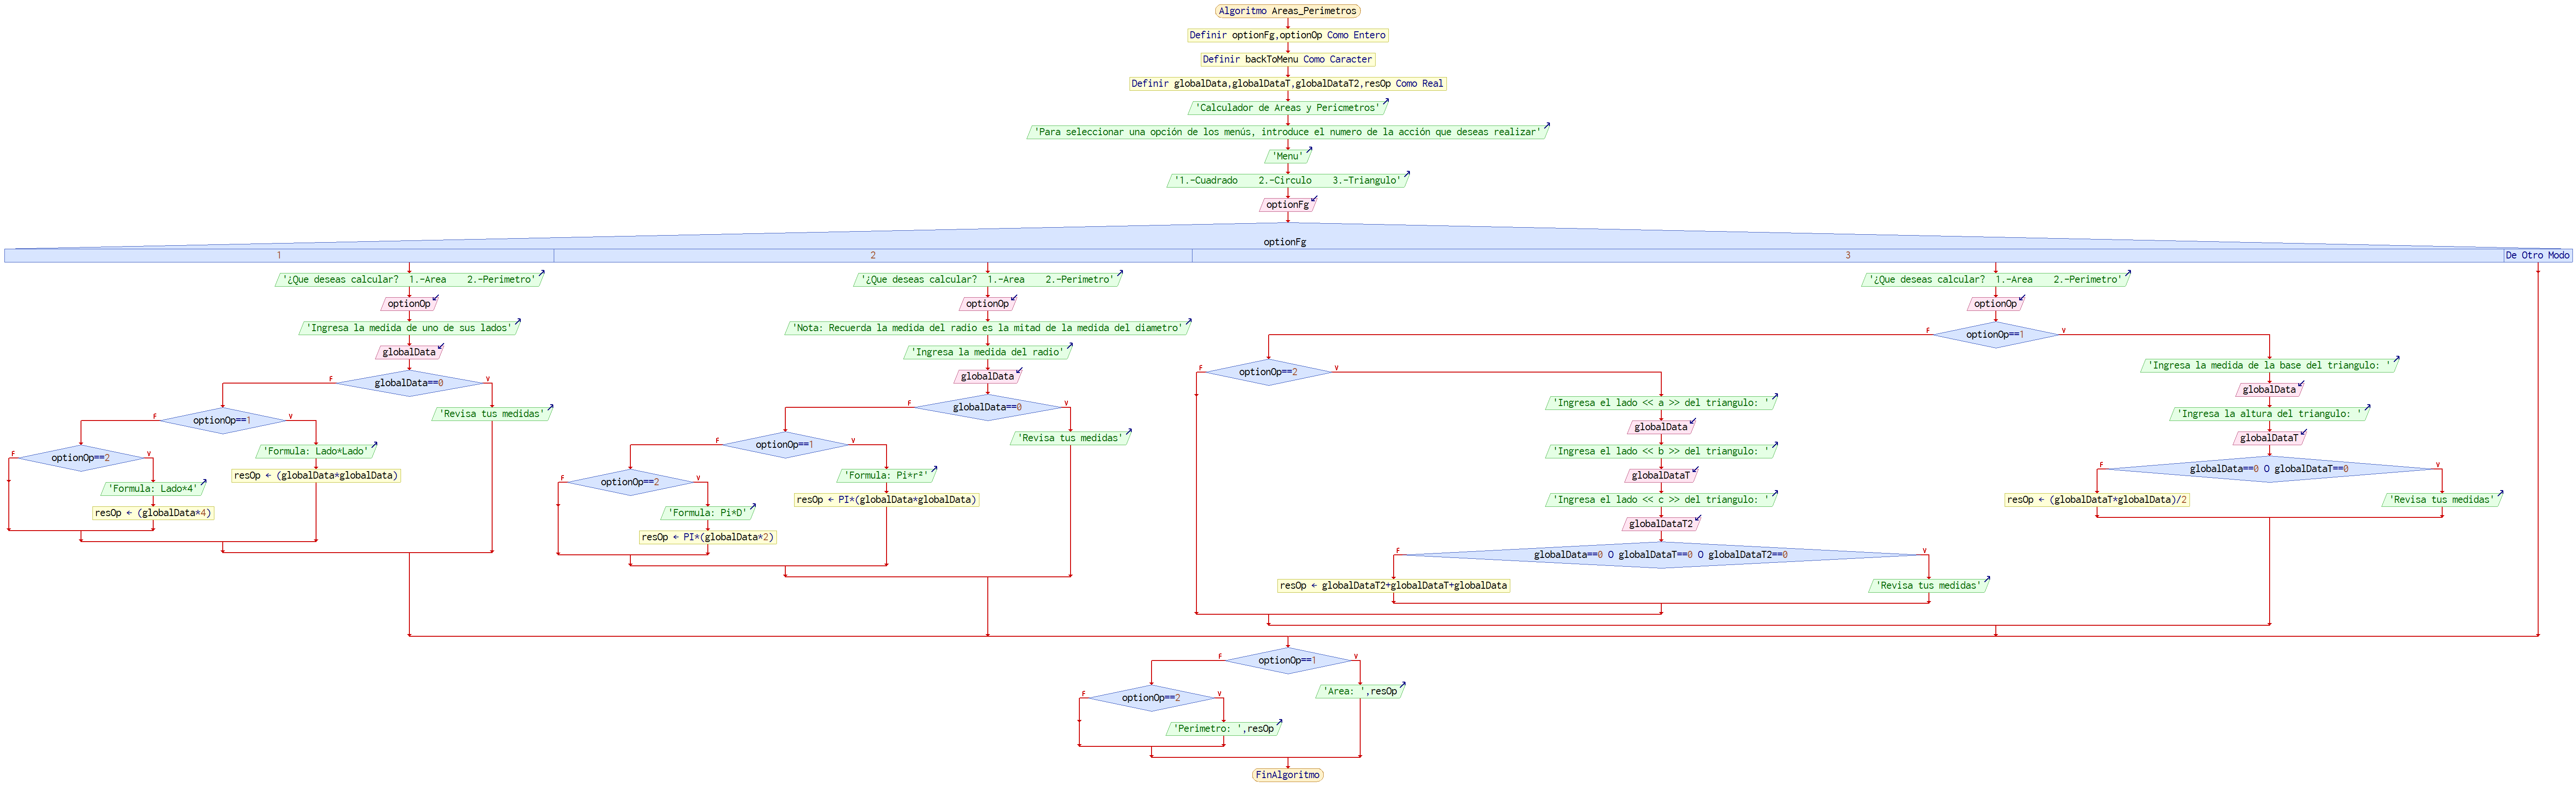 Algoritmo Areas_Perimetros
Definir optionFg,optionOp Como Entero
Definir backToMenu Como Caracter
Definir globalData,globalDataT,globalDataT2,resOp Como Real
'Calculador de Areas y Pericmetros'
'Para seleccionar una opción de los menús, introduce el numero de la acción que deseas realizar'
'Menu'
'1.-Cuadrado    2.-Circulo    3.-Triangulo'
optionFg
optionFg
1
2
3
De Otro Modo
'¿Que deseas calcular?  1.-Area    2.-Perimetro'
optionOp
'Ingresa la medida de uno de sus lados'
globalData
globalData==0
F
V
'Revisa tus medidas'
optionOp==1
F
V
'Formula: Lado*Lado'
resOp ← (globalData*globalData)
optionOp==2
F
V
'Formula: Lado*4'
resOp ← (globalData*4)
'¿Que deseas calcular?  1.-Area    2.-Perimetro'
optionOp
'Nota: Recuerda la medida del radio es la mitad de la medida del diametro'
'Ingresa la medida del radio'
globalData
globalData==0
F
V
'Revisa tus medidas'
optionOp==1
F
V
'Formula: Pi*r²'
resOp ← PI*(globalData*globalData)
optionOp==2
F
V
'Formula: Pi*D'
resOp ← PI*(globalData*2)
'¿Que deseas calcular?  1.-Area    2.-Perimetro'
optionOp
optionOp==1
F
V
optionOp==2
F
V
'Ingresa el lado << a >> del triangulo: '
globalData
'Ingresa el lado << b >> del triangulo: '
globalDataT
'Ingresa el lado << c >> del triangulo: '
globalDataT2
globalData==0 O globalDataT==0 O globalDataT2==0
F
V
resOp ← globalDataT2+globalDataT+globalData
'Revisa tus medidas'
'Ingresa la medida de la base del triangulo: '
globalData
'Ingresa la altura del triangulo: '
globalDataT
globalData==0 O globalDataT==0
F
V
resOp ← (globalDataT*globalData)/2
'Revisa tus medidas'
optionOp==1
F
V
'Area: ',resOp
optionOp==2
F
V
'Perimetro: ',resOp
FinAlgoritmo